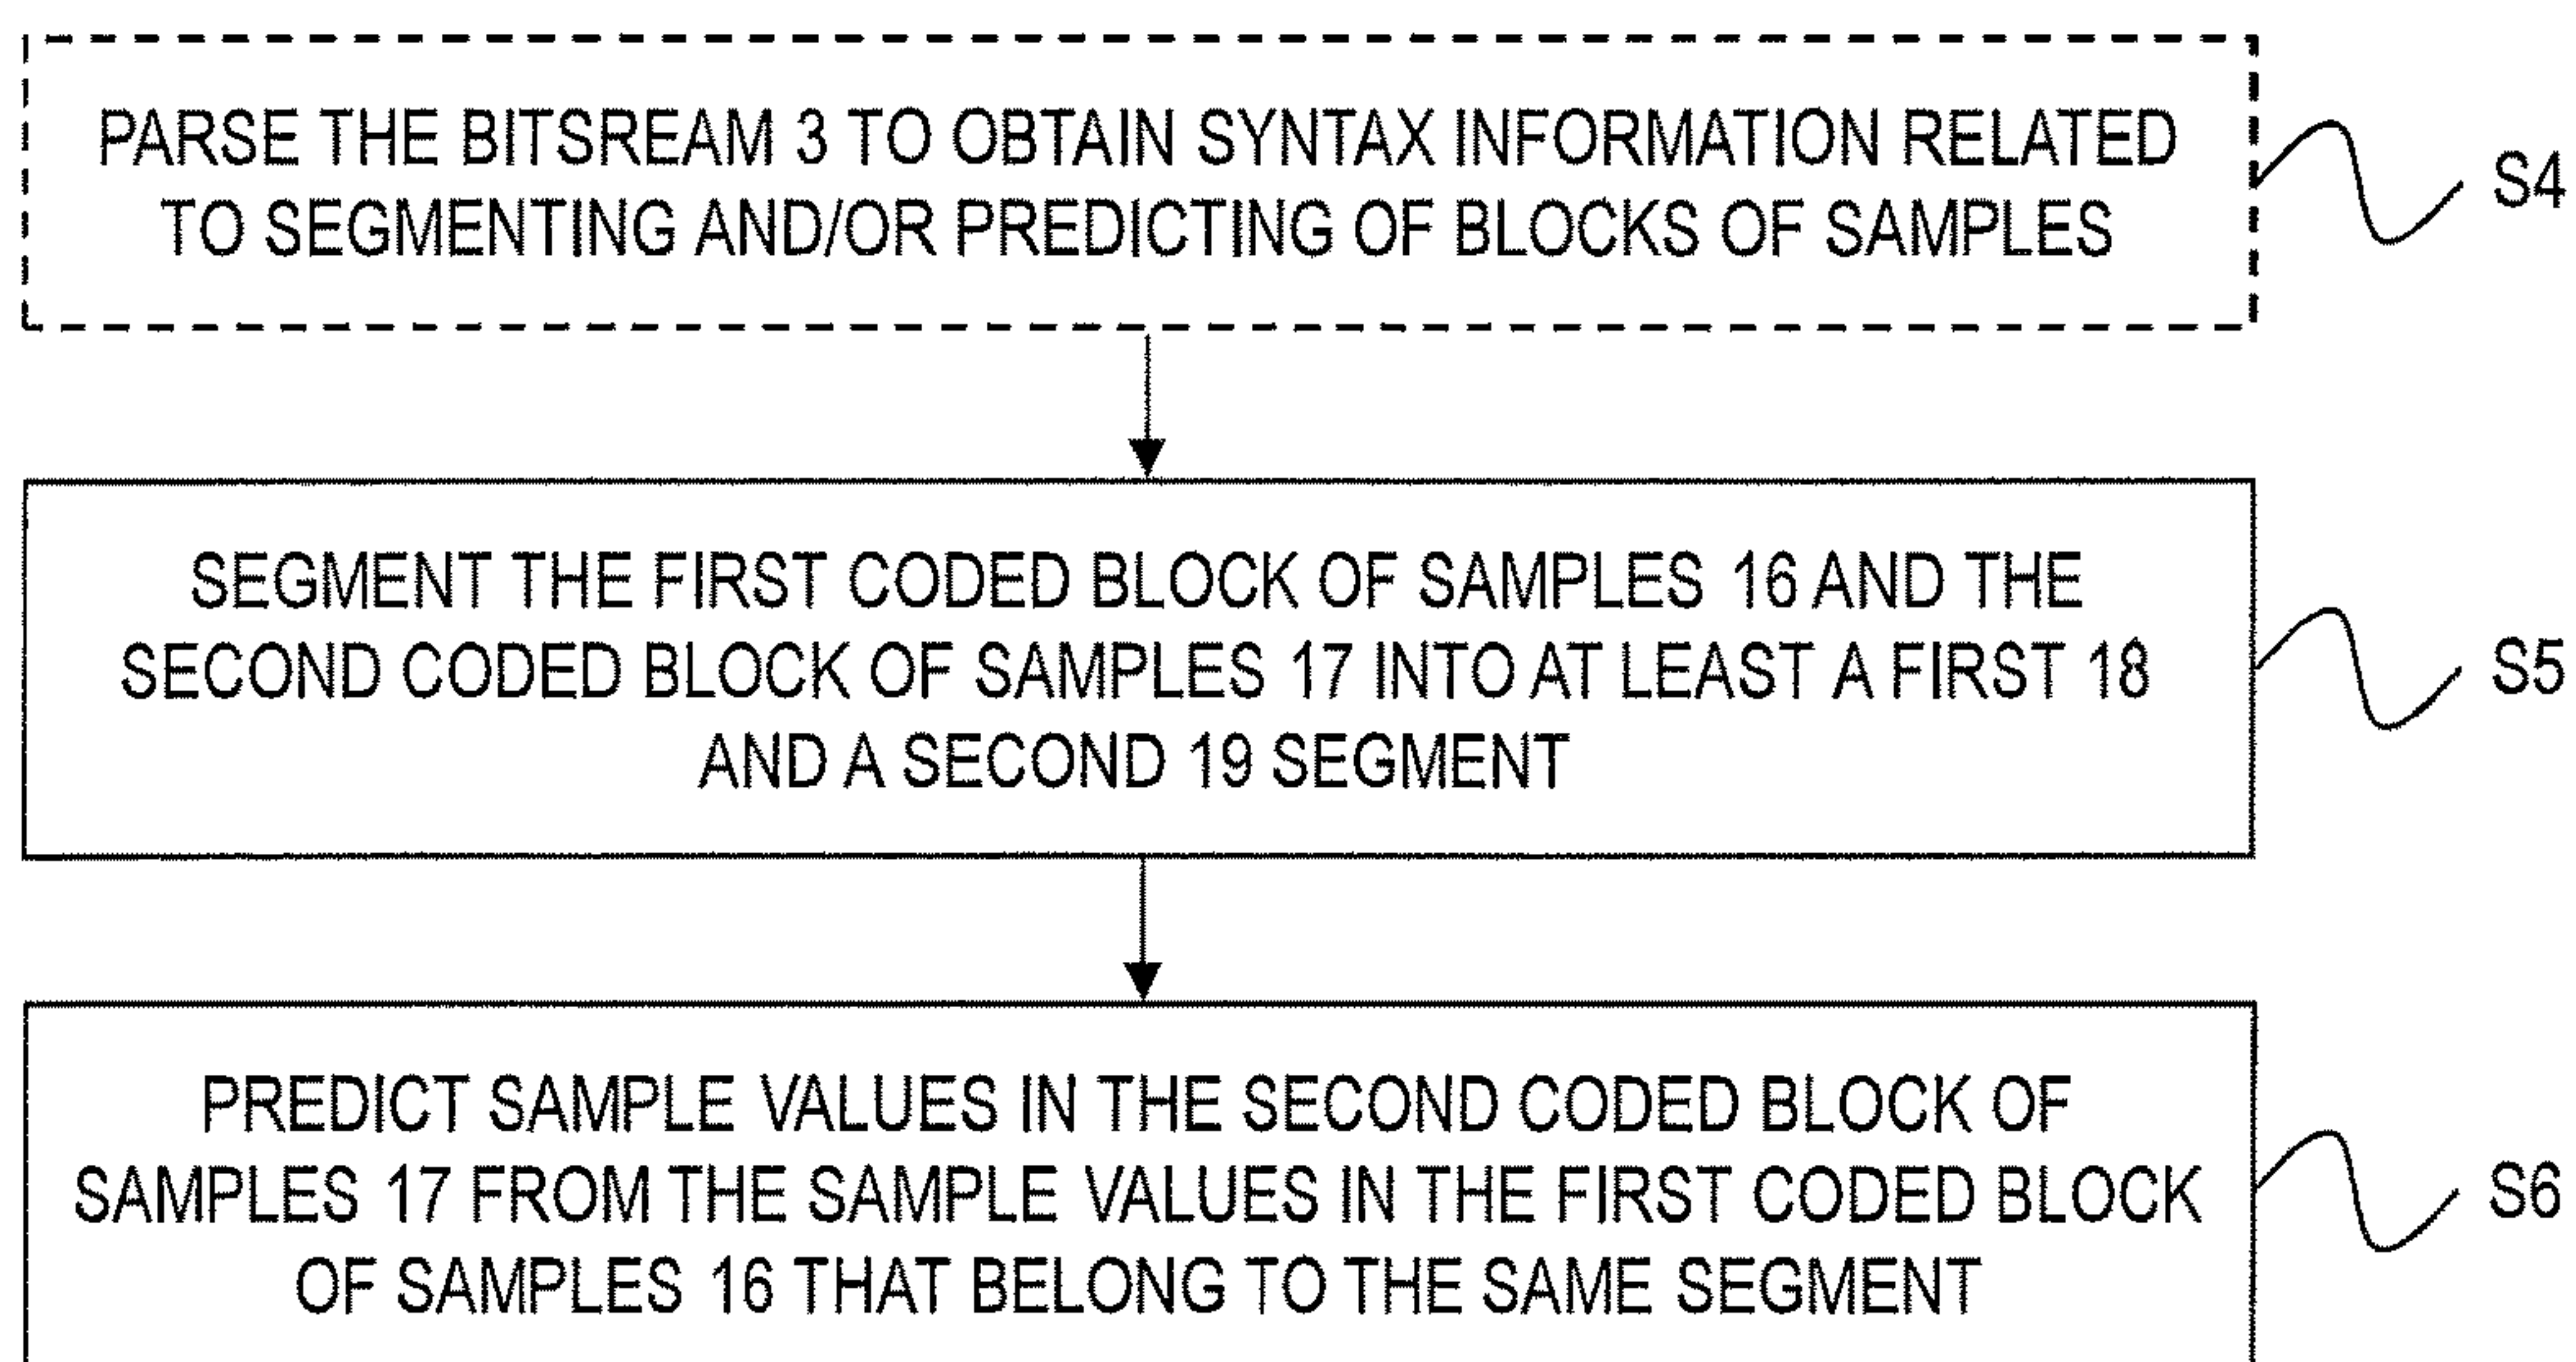 PARSE THE BITSREAM 3 TO OBTAIN SYNTAX INFORMATION RELATED
TO SEGMENTING AND/OR PREDICTING OF BLOCKS OF SAMPLES
S4
SEGMENT THE FIRST CODED BLOCK OF SAMPLES 16 AND THE
SECOND CODED BLOCK OF SAMPLES 17 INTO AT LEAST A FIRST 18
AND A SECOND 19 SEGMENT
S5
PREDICT SAMPLE VALUES IN THE SECOND CODED BLOCK OF
SAMPLES 17 FROM THE SAMPLE VALUES IN THE FIRST CODED BLOCK
OF SAMPLES 16 THAT BELONG TO THE SAME SEGMENT
S6